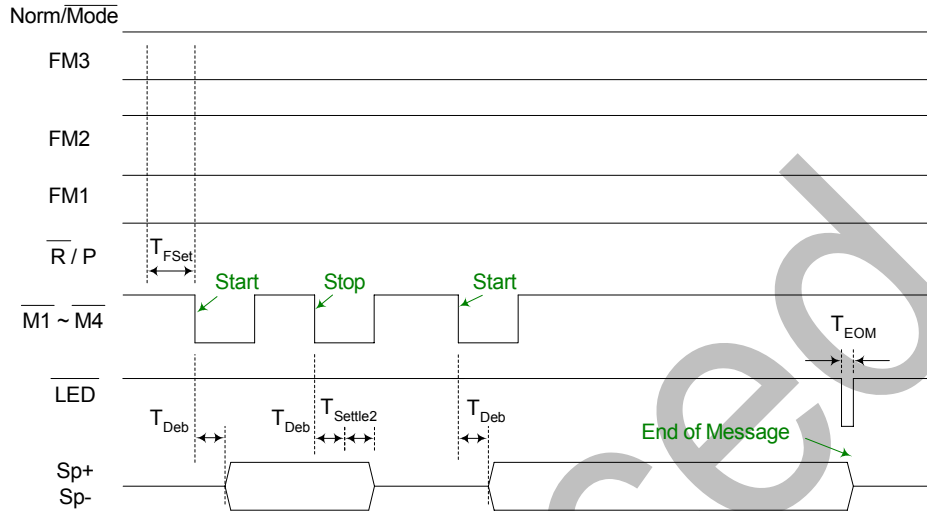 Norm/Mode
FM3
FM2
FM1
R / P
TFSet
Start
Stop
Start
M1 ~ M4
TEOM
LED
TDeb
TDeb
TSettle2
TDeb
End of Message
Sp+
Sp-